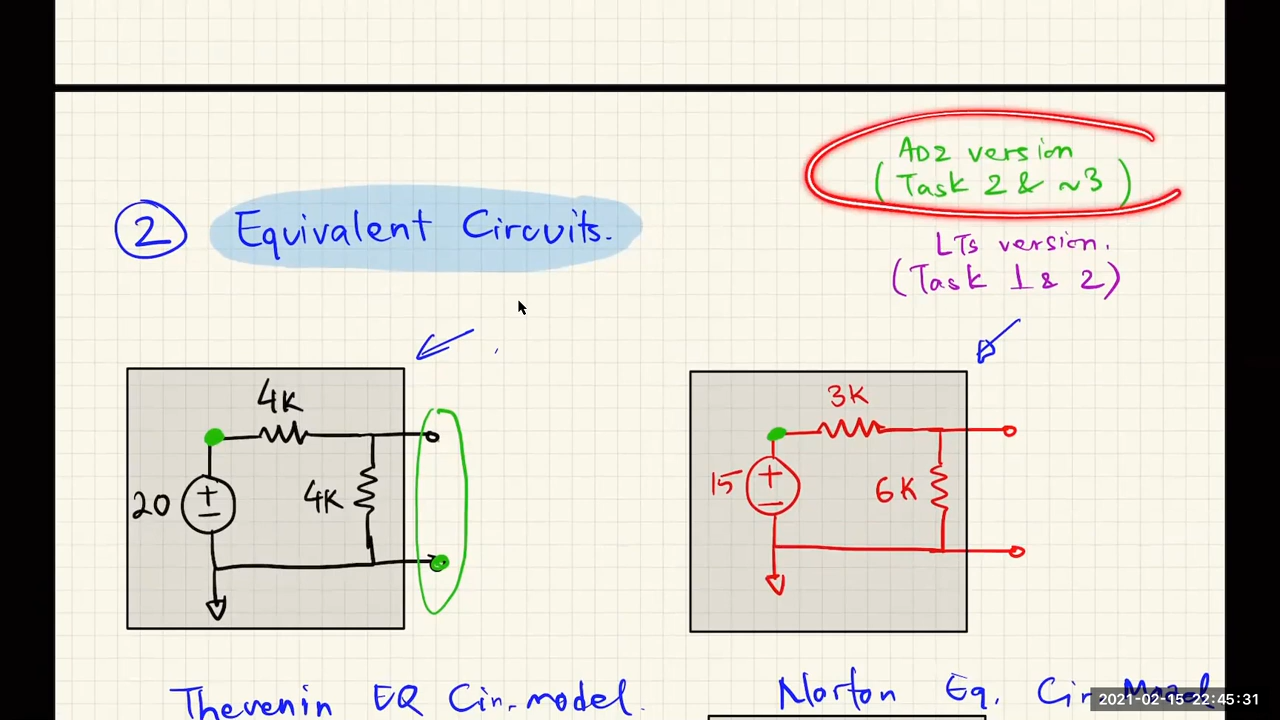 AD2 version
(Task 2 & ~3)
② Equivalent Circuits.
LTs version.
(Task 1 & 2)
4K
20
4K
3K
15
6K
Thevenin EQ Cir. model.
Norton Eq. Cir Model
2021-02-15 22:45:31